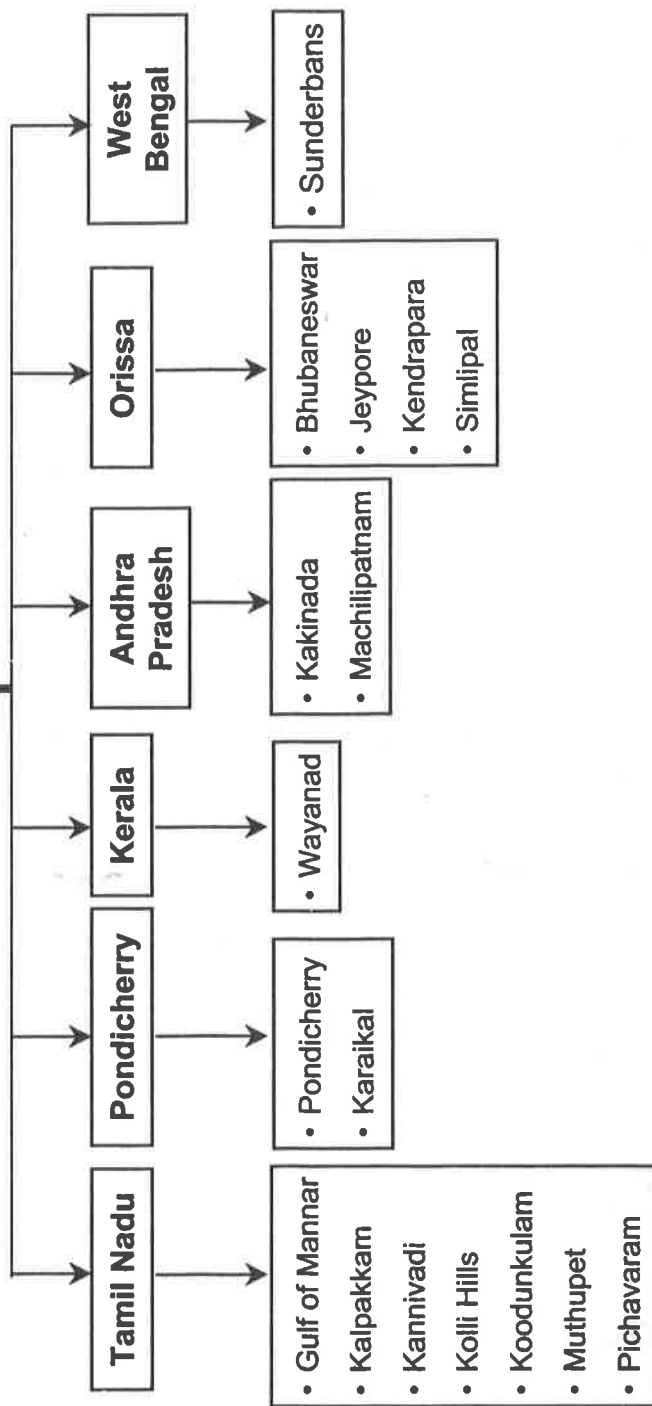 Tamil Nadu
Pondicherry
Kerala
Andhra
Pradesh
Orissa
West
Bengal
• Gulf of Mannar
• Kalpakkam
• Kannivadi
• Kolli Hills
• Koodunkulam
• Muthupet
• Pichavaram
• Pondicherry
• Karaikal
• Wayanad
• Kakinada
• Machilipatnam
• Bhubaneswar
• Jeypore
• Kendrapara
• Simlipal
• Sunderbans